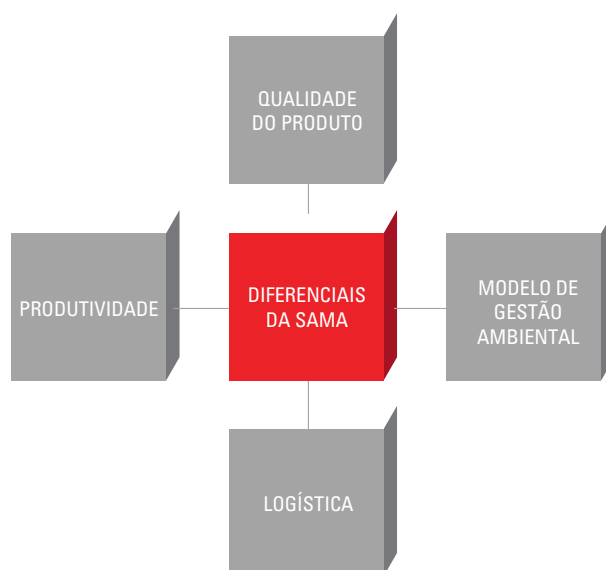 QUALIDADE
DO PRODUTO
PRODUTIVIDADE
DIFERENCIAIS
DA SAMA
MODELO DE
GESTÃO
AMBIENTAL
LOGÍSTICA